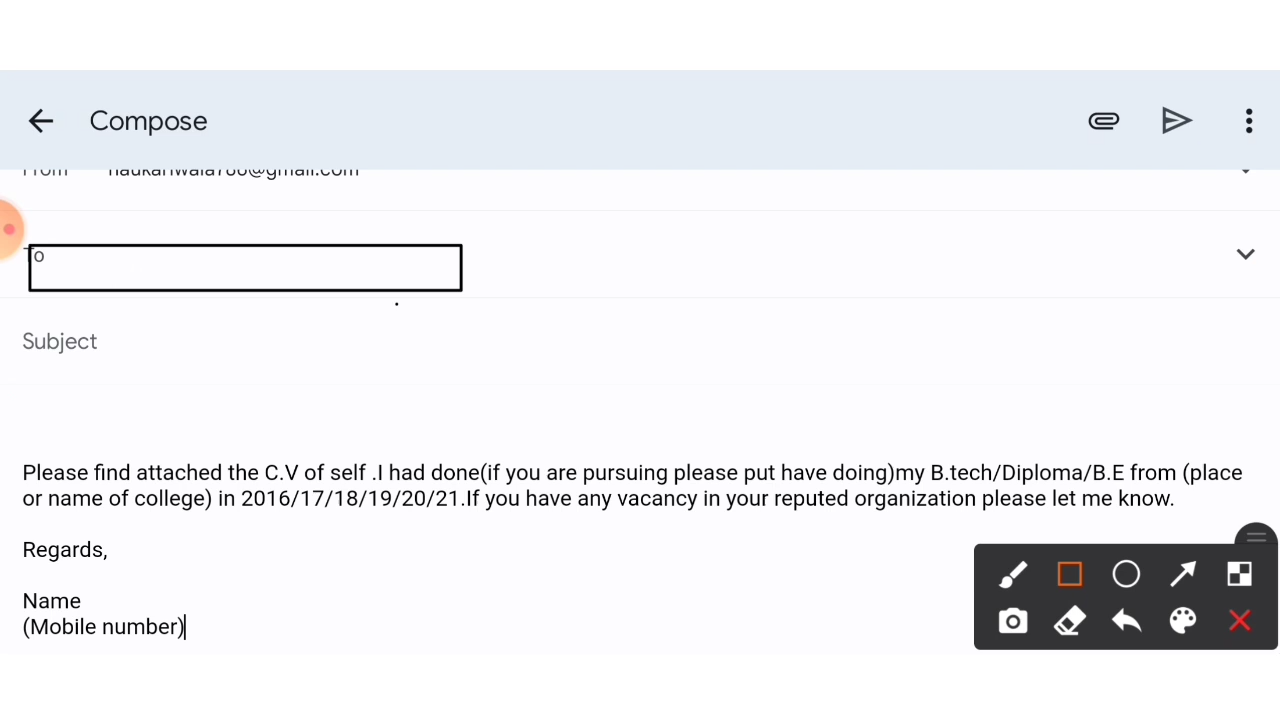 Compose
From
To
Subject
Please find attached the C.V of self .I had done(if you are pursuing please put have doing)my B.tech/Diploma/B.E from (place
or name of college) in 2016/17/18/19/20/21.If you have any vacancy in your reputed organization please let me know.
Regards,
Name
(Mobile number)